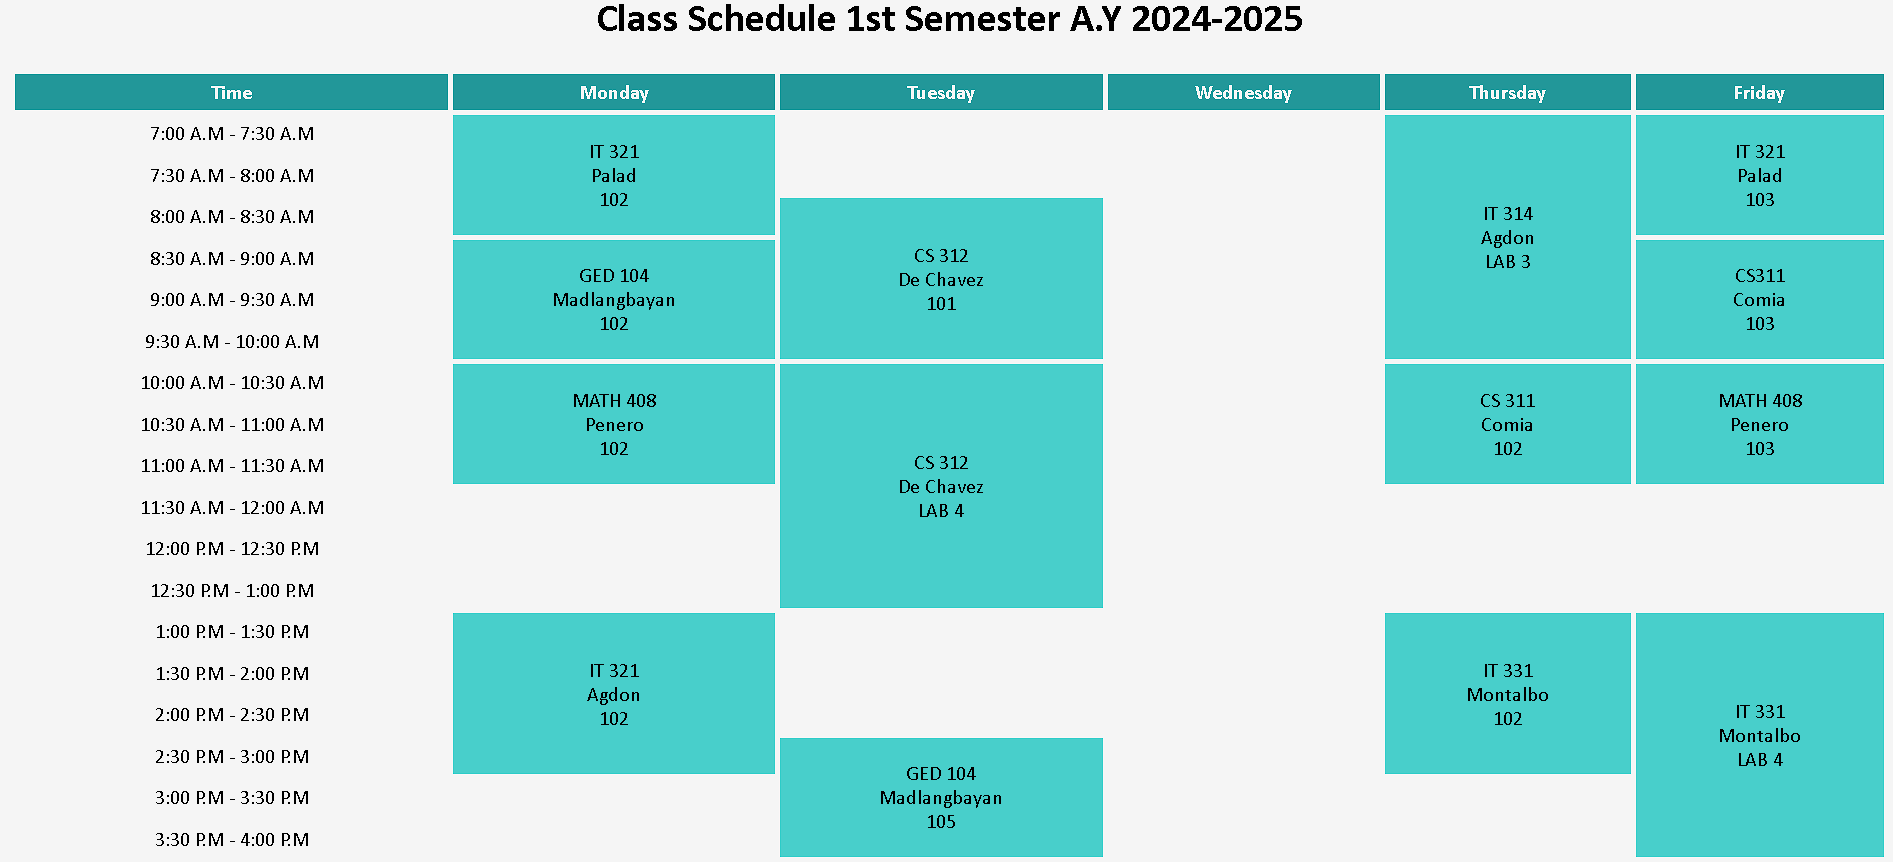 Class Schedule 1st Semester A.Y 2024-2025
Time Monday Tuesday Wednesday Thursday Friday
7:00 A.M - 7:30 A.M
7:30 A.M - 8:00 A.M
8:00 A.M - 8:30 A.M
8:30 A.M - 9:00 A.M
9:00 A.M - 9:30 A.M
9:30 A.M - 10:00 A.M
10:00 A.M - 10:30 A.M
10:30 A.M - 11:00 A.M
11:00 A.M - 11:30 A.M
11:30 A.M - 12:00 A.M
12:00 P.M - 12:30 P.M
12:30 P.M - 1:00 P.M
1:00 P.M - 1:30 P.M
1:30 P.M - 2:00 P.M
2:00 P.M - 2:30 P.M
2:30 P.M - 3:00 P.M
3:00 P.M - 3:30 P.M
3:30 P.M - 4:00 P.M
IT 321
Palad
102
GED 104
Madlangbayan
102
MATH 408
Penero
102
IT 321
Agdon
102
CS 312
De Chavez
101
CS 312
De Chavez
LAB 4
GED 104
Madlangbayan
105
IT 314
Agdon
LAB 3
CS 311
Comia
102
IT 331
Montalbo
102
IT 321
Palad
103
CS311
Comia
103
MATH 408
Penero
103
IT 331
Montalbo
LAB 4